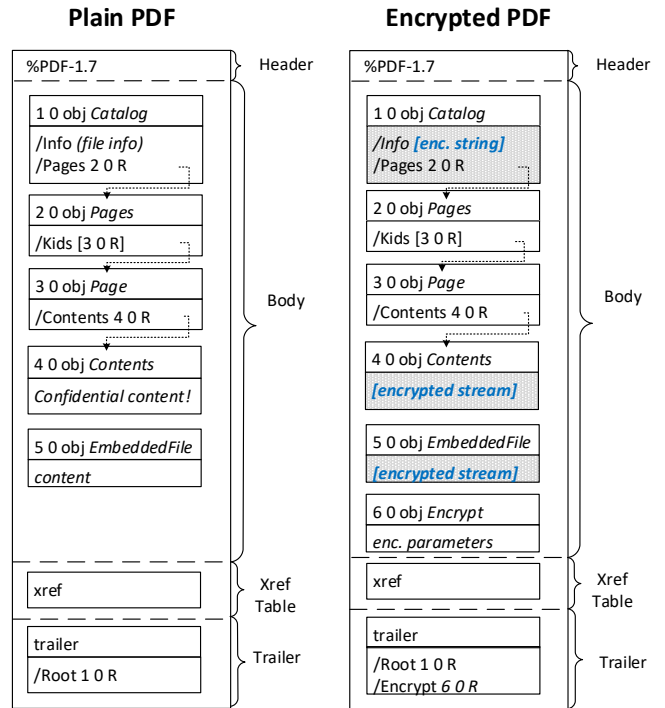 Plain PDF
%PDF-1.7
Header
1 0 obj Catalog
/Info (file info)
/Pages 2 0 R
2 0 obj Pages
/Kids [3 0 R]
3 0 obj Page
/Contents 4 0 R
Body
4 0 obj Contents
Confidential content!
5 0 obj EmbeddedFile
content
xref
Xref
Table
trailer
/Root 1 0 R
Trailer
Encrypted PDF
%PDF-1.7
Header
1 0 obj Catalog
/Info [enc. string]
/Pages 2 0 R
2 0 obj Pages
/Kids [3 0 R]
3 0 obj Page
/Contents 4 0 R
Body
4 0 obj Contents
[encrypted stream]
5 0 obj EmbeddedFile
[encrypted stream]
6 0 obj Encrypt
enc. parameters
xref
Xref
Table
trailer
/Root 1 0 R
/Encrypt 6 0 R
Trailer